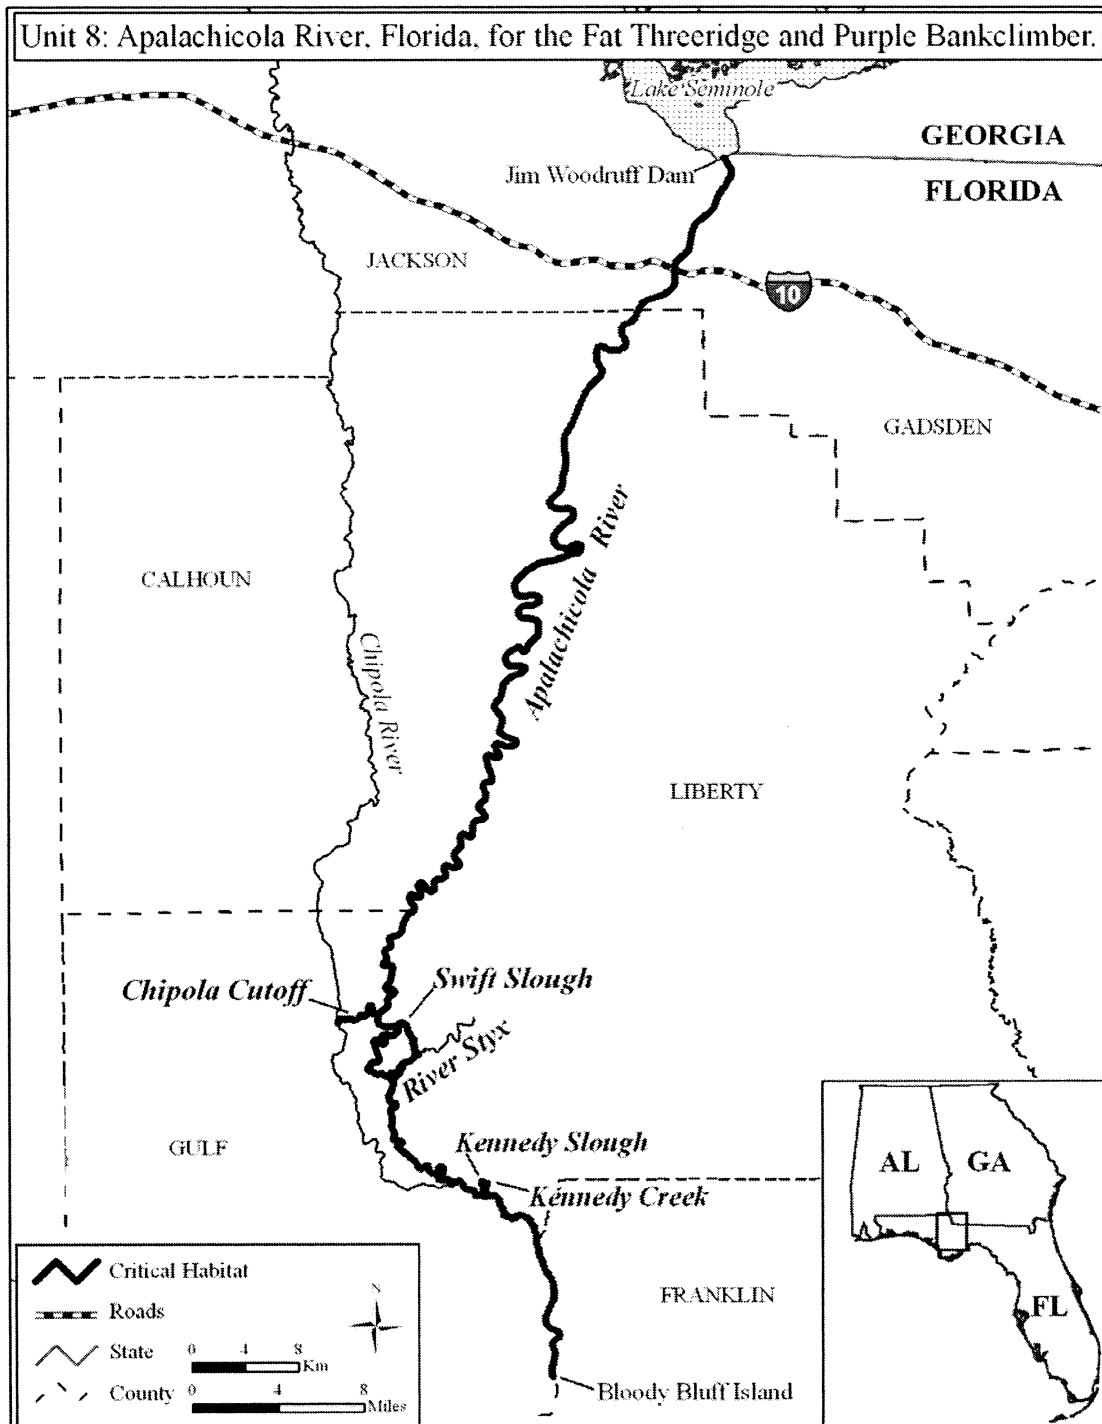 Unit 8: Apalachicola River, Florida, for the Fat Threeridge and Purple Bankclimber.
Lake Seminole
GEORGIA
Jim Woodruff Dam
FLORIDA
JACKSON
10
GADSDEN
Apalachicola River
CALHOUN
Chipola River
LIBERTY
Chipola Cutoff
Swift Slough
River Styx
GULF
Kennedy Slough
Kennedy Creek
AL
GA
FL
FRANKLIN
Bloody Bluff Island
Critical Habitat
Roads
State
0 4 8
Km
County
0 4 8
Miles
N